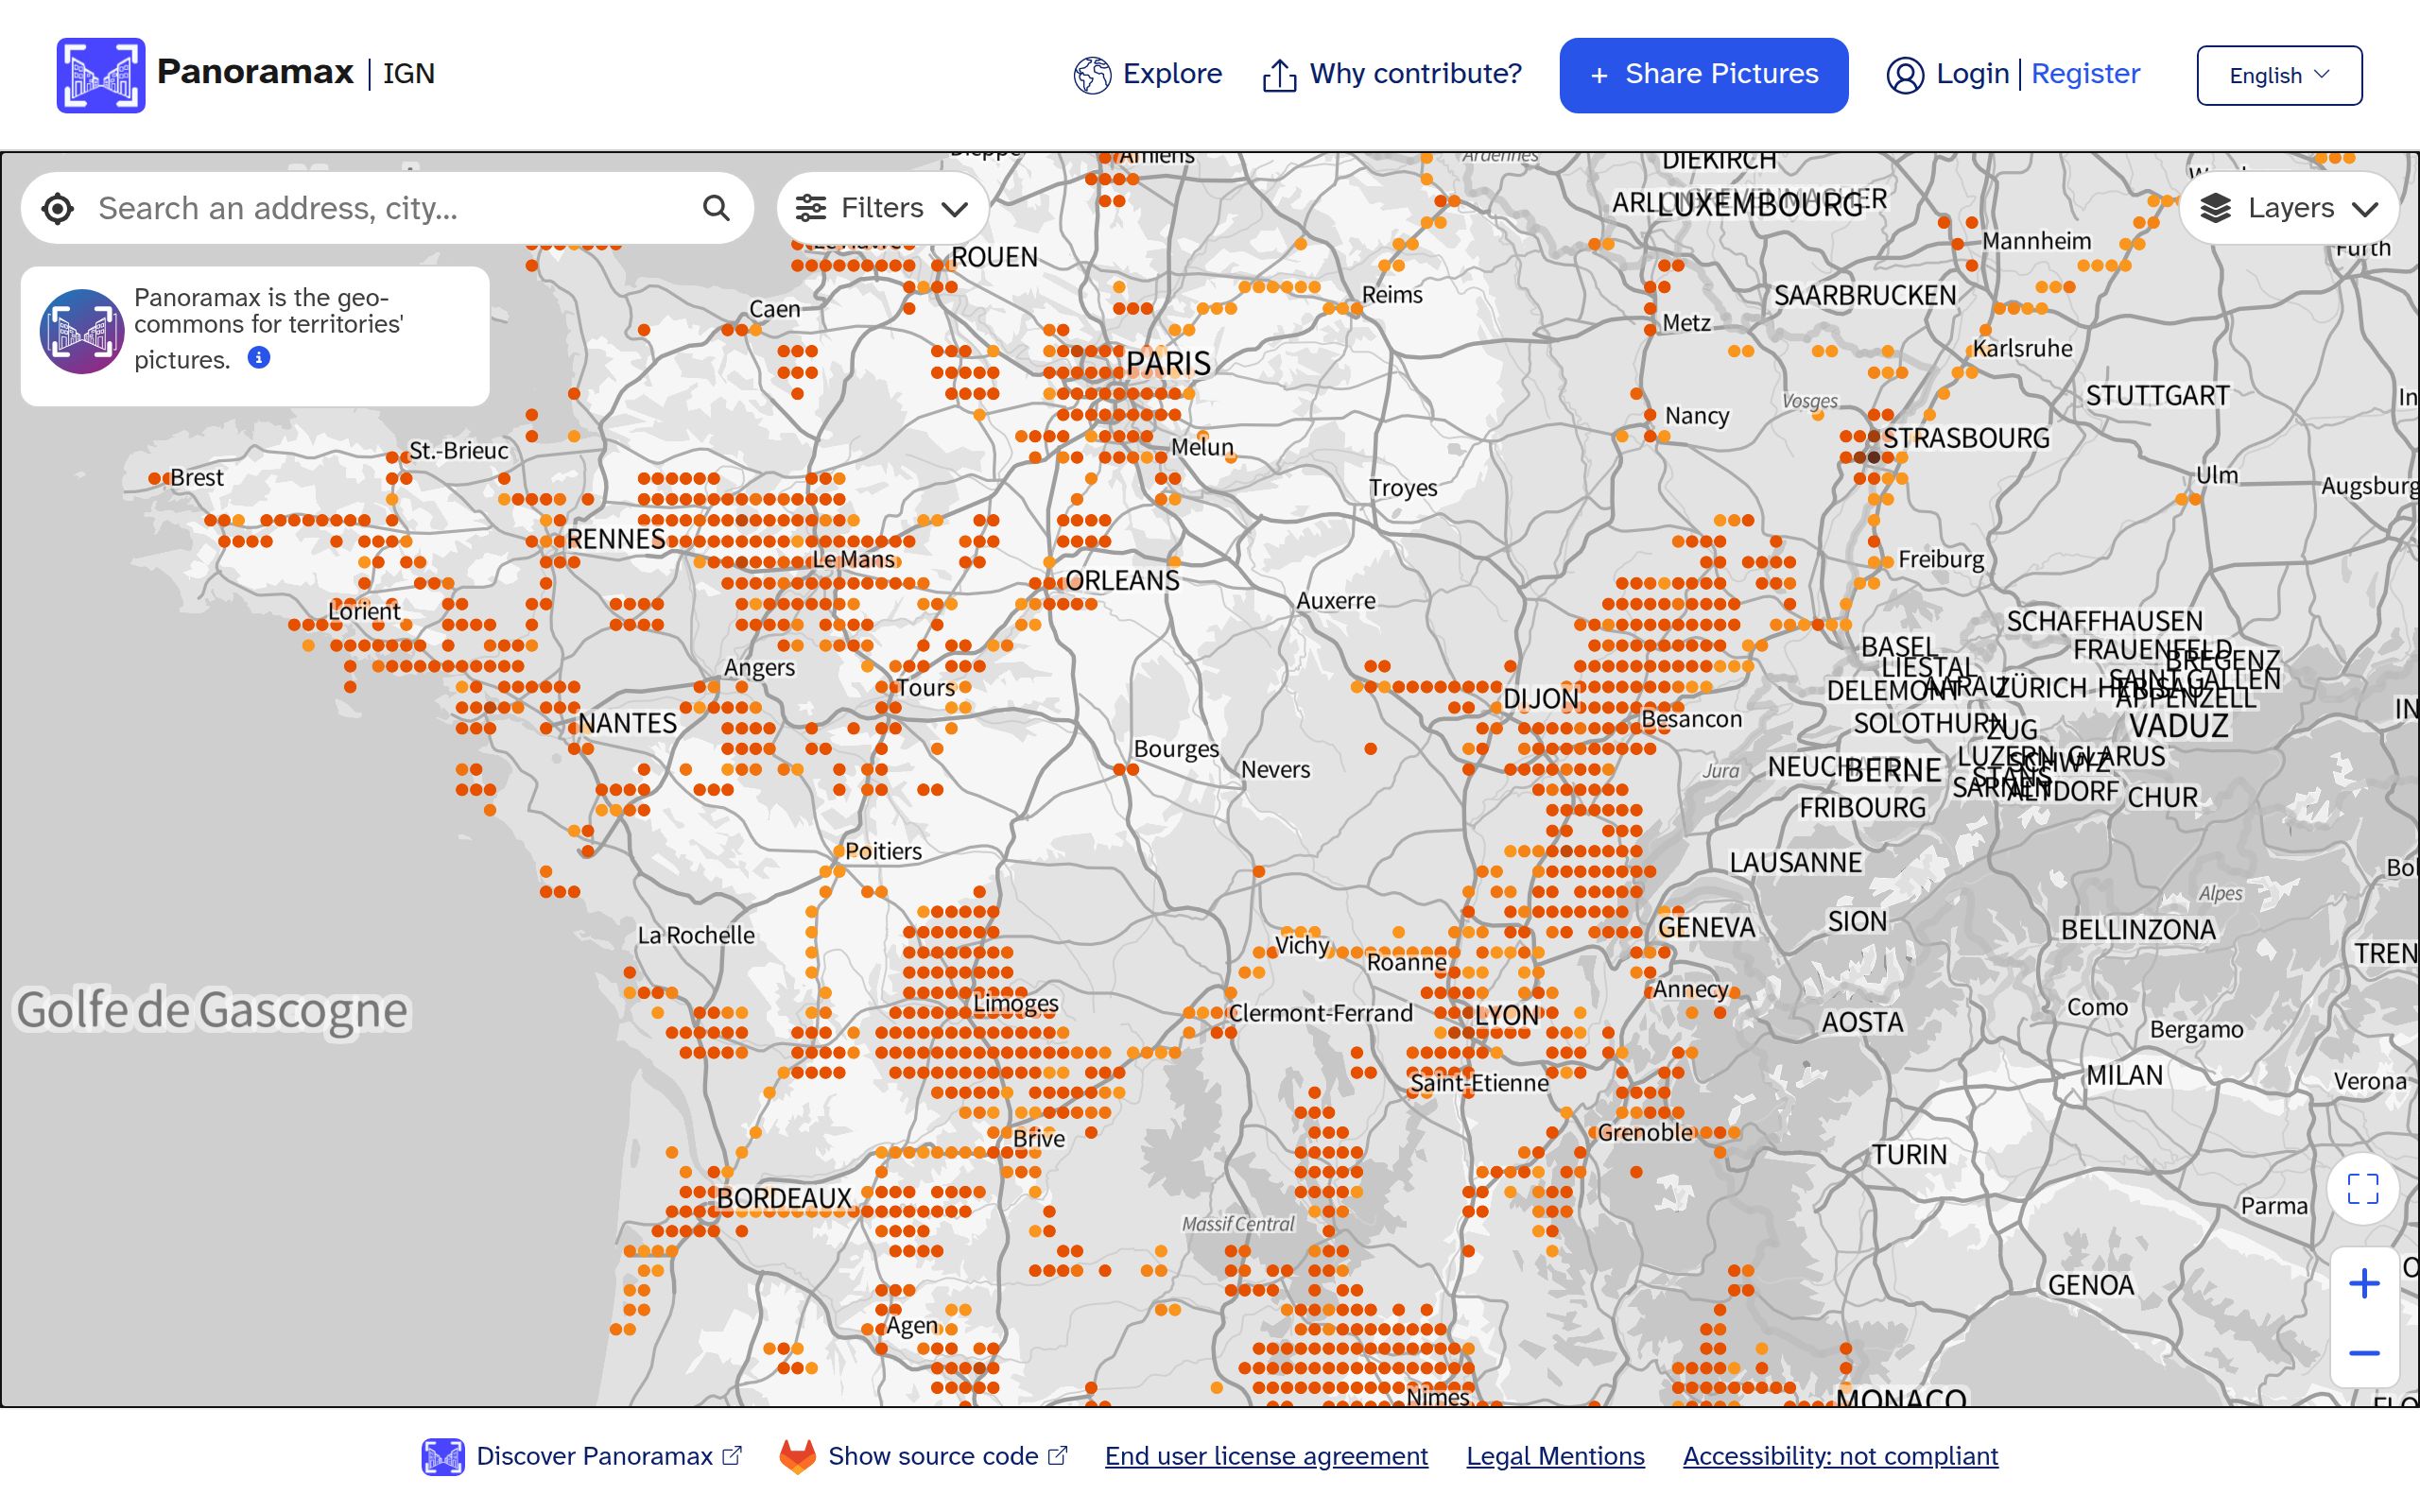 Panoramax | IGN
Explore
Why contribute?
+ Share Pictures
Login | Register
English
Search an address, city...
Filters
Layers
Panoramax is the geo-
commons for territories'
pictures.
Dieppe
Amiens
Ardennes
DIEKIRCH
LUXEMBOURG
GREVENMACHER
Mannheim
Furth
ROUEN
Caen
Reims
SAARBRUCKEN
Metz
Karlsruhe
PARIS
STUTTGART
Vosges
Nancy
STRASBOURG
Melun
St.-Brieuc
Brest
Troyes
Ulm
Augsburg
RENNES
Le Mans
ORLEANS
Freiburg
Auxerre
Lorient
SCHAFFHAUSEN
BASEL
FRAUENFELD
BREGENZ
LIESTAL
Angers
Tours
DIJON
DELEMONT
AARAU
ZÜRICH
HERISAU
SAINT GALLEN
APPENZELL
NANTES
Besancon
SOLOTHURN
ZUG
VADUZ
Bourges
Nevers
Jura
NEUCHATEL
BERNE
LUZERN
GLARUS
SCHWYZ
STANS
SARNEN
ALTDORF
CHUR
FRIBOURG
Poitiers
LAUSANNE
Alpes
La Rochelle
Vichy
Roanne
GENEVA
SION
BELLINZONA
TREN
Annecy
Golfe de Gascogne
Limoges
Clermont-Ferrand
LYON
AOSTA
Como
Bergamo
Saint-Etienne
MILAN
Verona
Brive
Grenoble
TURIN
BORDEAUX
Massif Central
Parma
GENOA
Agen
Nimes
MONACO
+
−
Discover Panoramax
Show source code
End user license agreement
Legal Mentions
Accessibility: not compliant